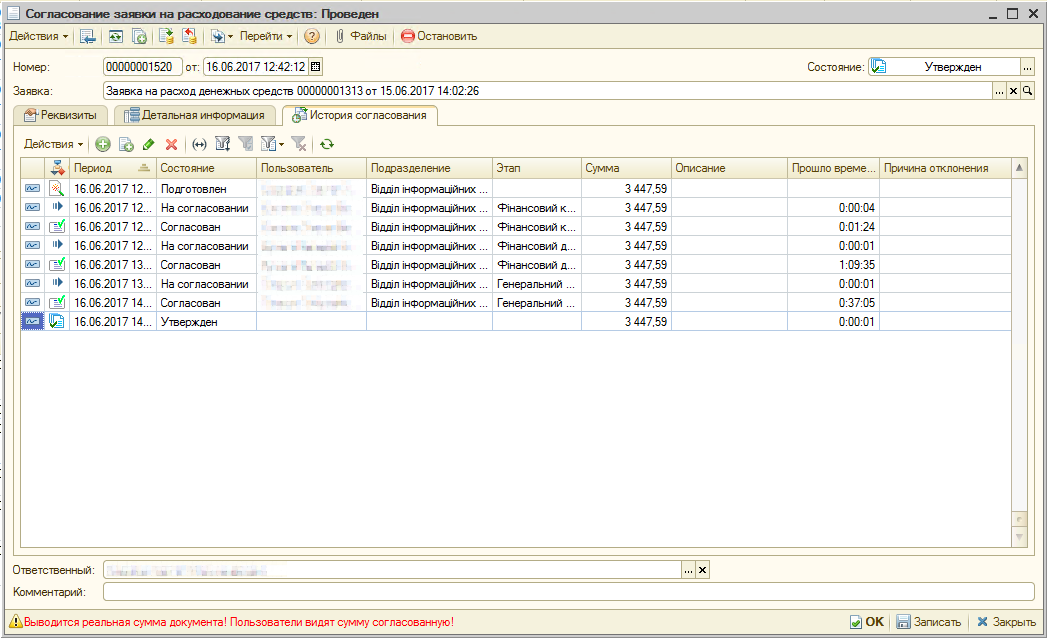 Согласование заявки на расходование средств: Проведен
Действия Перейти Файлы Остановить
Номер: 00000001520 от: 16.06.2017 12:42:12 Состояние: Утвержден ...
Заявка: Заявка на расход денежных средств 00000001313 от 15.06.2017 14:02:26 ...
Реквизиты Детальная информация История согласования
Действия
Период Состояние Пользователь Подразделение Этап Сумма Описание Прошло време... Причина отклонения
16.06.2017 12... Подготовлен Відділ інформаційних ... 3 447,59
16.06.2017 12... На согласовании Відділ інформаційних ... Фінансовий к... 3 447,59 0:00:04
16.06.2017 12... Согласован Відділ інформаційних ... Фінансовий к... 3 447,59 0:01:24
16.06.2017 12... На согласовании Відділ інформаційних ... Фінансовий д... 3 447,59 0:00:01
16.06.2017 13... Согласован Відділ інформаційних ... Фінансовий д... 3 447,59 1:09:35
16.06.2017 13... На согласовании Відділ інформаційних ... Генеральний ... 3 447,59 0:00:01
16.06.2017 14... Согласован Відділ інформаційних ... Генеральний ... 3 447,59 0:37:05
16.06.2017 14... Утвержден 3 447,59 0:00:01
Ответственный: ...
Комментарий:
Выводится реальная сумма документа! Пользователи видят сумму согласованную! OK Записать Закрыть